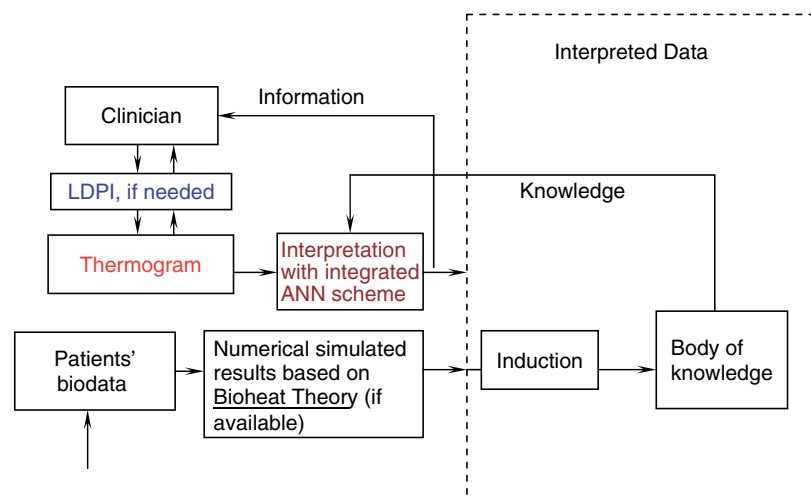 Interpreted Data
Information
Clinician
LDPI, if needed
Knowledge
Thermogram
Interpretation
with integrated
ANN scheme
Patients’
biodata
Numerical simulated
results based on
Bioheat Theory (if
available)
Induction
Body of
knowledge